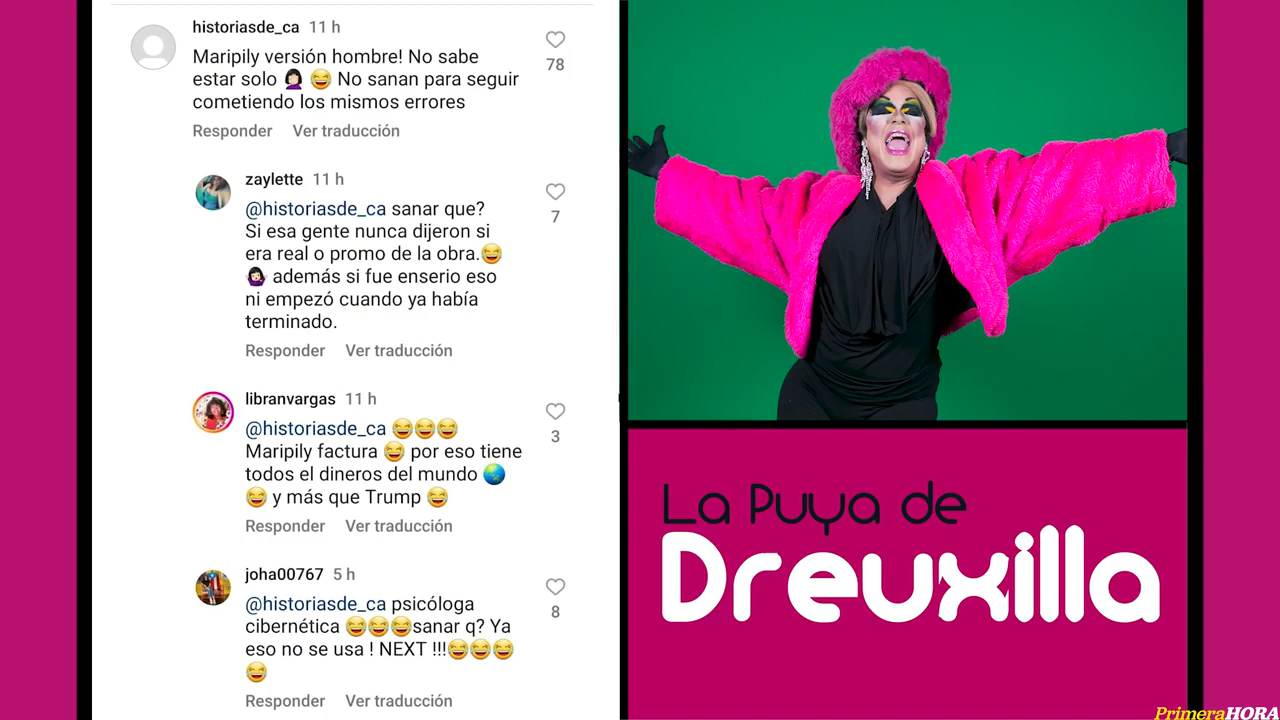 historiasde_ca 11 h
Maripily versión hombre! No sabe
estar solo 🤦🏻‍♀️ 😂 No sanan para seguir
cometiendo los mismos errores
78
Responder Ver traducción
zaylette 11 h
@historiasde_ca sanar que?
Si esa gente nunca dijeron si
era real o promo de la obra.😂
🤷🏻‍♀️ además si fue enserio eso
ni empezó cuando ya había
terminado.
7
Responder Ver traducción
libranvargas 11 h
@historiasde_ca 😂😂😂
Maripily factura 😂 por eso tiene
todos el dineros del mundo 🌏
😂 y más que Trump 😂
3
Responder Ver traducción
joha00767 5 h
@historiasde_ca psicóloga
cibernética 😂😂😂sanar q? Ya
eso no se usa ! NEXT !!!😂😂😂
😂
8
Responder Ver traducción
La Puya de
Dreuxilla
PrimeraHORA